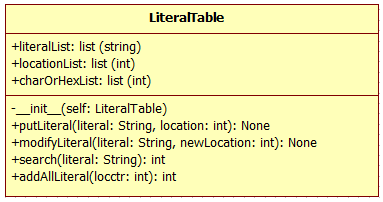 LiteralTable
+literalList: list (string)
+locationList: list (int)
+charOrHexList: list (int)
-__init__(self: LiteralTable)
+putLiteral(literal: String, location: int): None
+modifyLiteral(literal: String, newLocation: int): None
+search(literal: String): int
+addAllLiteral(locctr: int): int